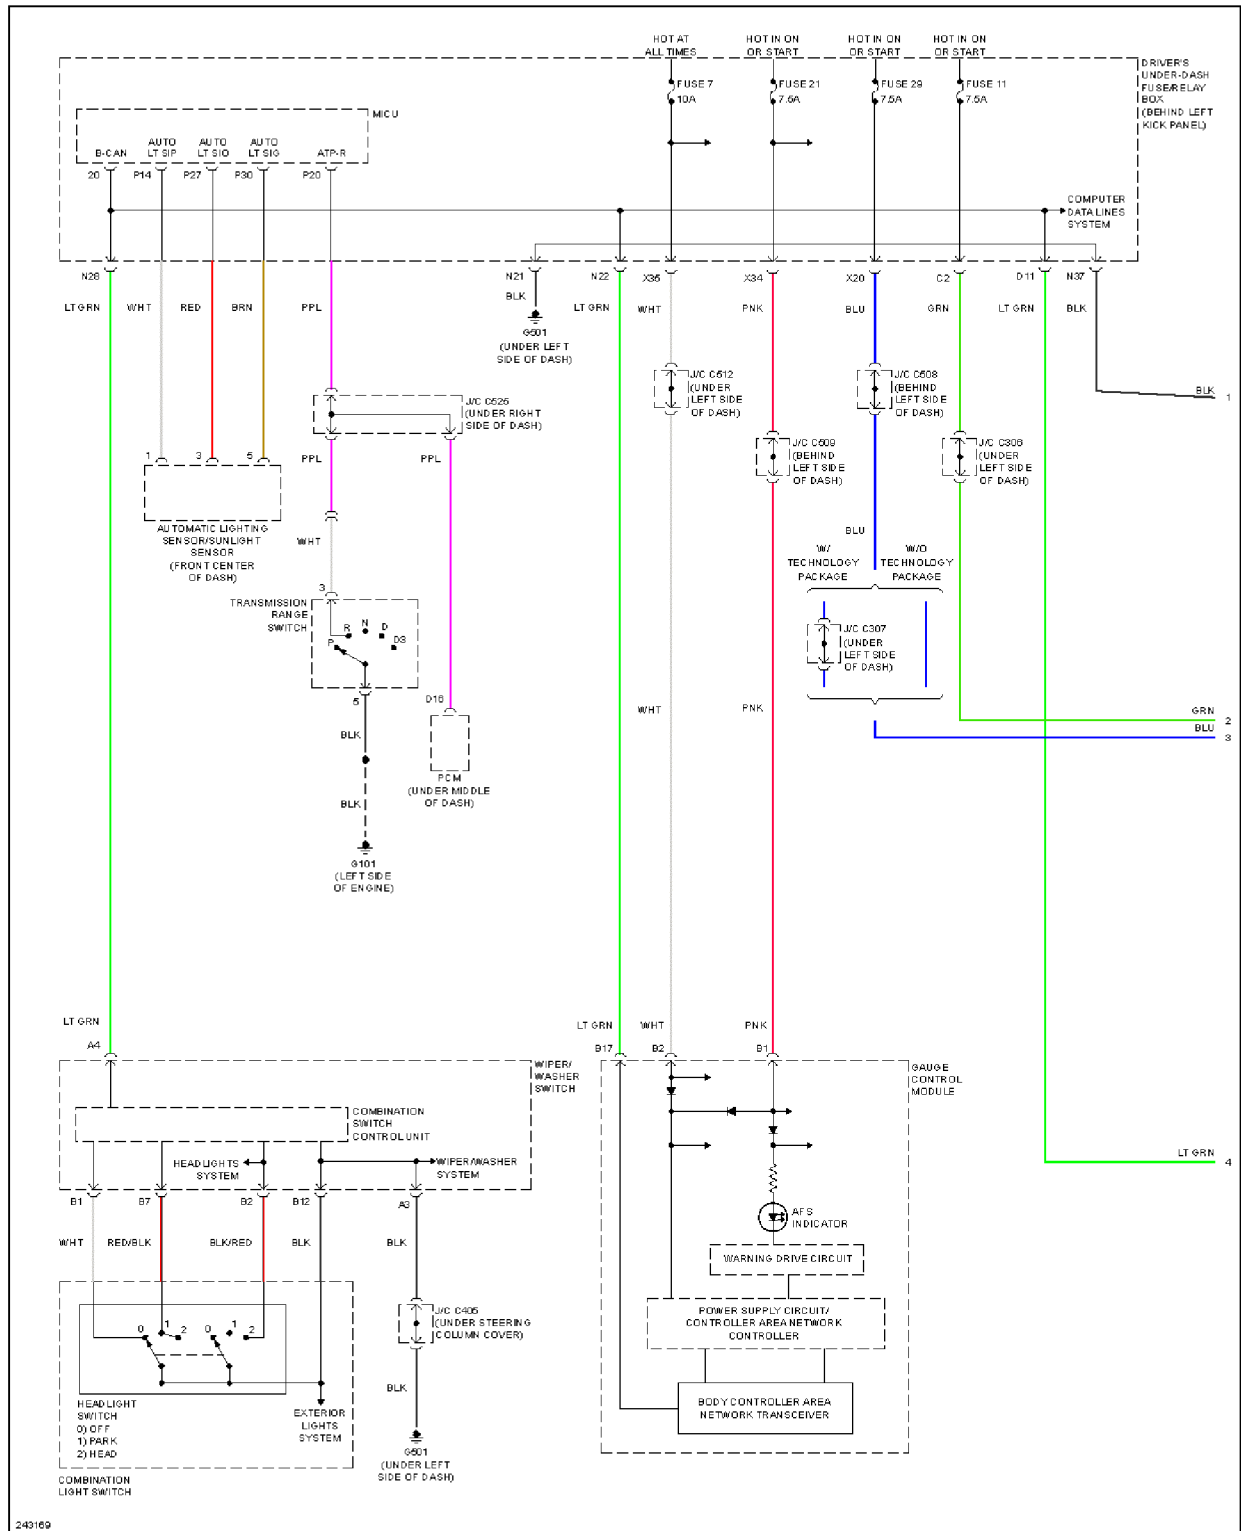 HOT AT
ALL TIMES
HOT IN ON
OR START
HOT IN ON
OR START
HOT IN ON
OR START
DRIVER'S
UNDER-DASH
FUSE/RELAY
BOX
(BEHIND LEFT
KICK PANEL)
FUSE 7
10A
FUSE 21
7.5A
FUSE 29
7.5A
FUSE 11
7.5A
MICU
B-CAN
AUTO
LT SIP
AUTO
LT SIO
AUTO
LT SIG
ATP-R
20
P14
P27
P30
P20
COMPUTER
DATA LINES
SYSTEM
N28
N21
N22
X35
X34
X20
C2
D11
N37
LT GRN
WHT
RED
BRN
PPL
BLK
LT GRN
WHT
PNK
BLU
GRN
LT GRN
BLK
G501
(UNDER LEFT
SIDE OF DASH)
J/C C512
(UNDER
LEFT SIDE
OF DASH)
J/C C508
(BEHIND
LEFT SIDE
OF DASH)
BLK
1
J/C C525
(UNDER RIGHT
SIDE OF DASH)
J/C C509
(BEHIND
LEFT SIDE
OF DASH)
J/C C306
(UNDER
LEFT SIDE
OF DASH)
1
3
5
PPL
PPL
AUTOMATIC LIGHTING
SENSOR/SUNLIGHT
SENSOR
(FRONT CENTER
OF DASH)
WHT
BLU
W/
TECHNOLOGY
PACKAGE
W/O
TECHNOLOGY
PACKAGE
3
TRANSMISSION
RANGE
SWITCH
P
R
N
D
D3
J/C C307
(UNDER
LEFT SIDE
OF DASH)
5
D16
BLK
WHT
PNK
GRN
2
BLU
3
PCM
(UNDER MIDDLE
OF DASH)
BLK
G101
(LEFT SIDE
OF ENGINE)
LT GRN
A4
LT GRN
WHT
PNK
B17
B2
B1
WIPER/
WASHER
SWITCH
GAUGE
CONTROL
MODULE
COMBINATION
SWITCH
CONTROL UNIT
HEADLIGHTS
SYSTEM
WIPER/WASHER
SYSTEM
LT GRN
4
B1
B7
B2
B12
A3
WHT
RED/BLK
BLK/RED
BLK
BLK
AFS
INDICATOR
WARNING DRIVE CIRCUIT
J/C C405
(UNDER STEERING
COLUMN COVER)
POWER SUPPLY CIRCUIT/
CONTROLLER AREA NETWORK
CONTROLLER
0
1
2
0
1
2
BLK
HEADLIGHT
SWITCH
0) OFF
1) PARK
2) HEAD
EXTERIOR
LIGHTS
SYSTEM
BODY CONTROLLER AREA
NETWORK TRANSCEIVER
G501
(UNDER LEFT
SIDE OF DASH)
COMBINATION
LIGHT SWITCH
243169